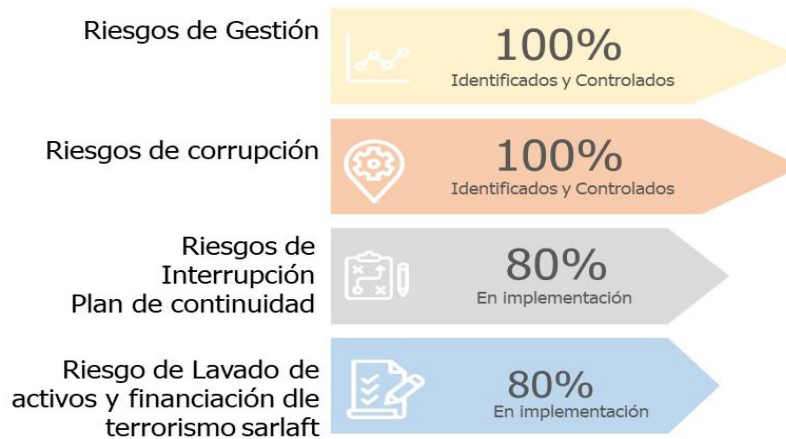 Riesgos de Gestión
100%
Identificados y Controlados
Riesgos de corrupción
100%
Identificados y Controlados
Riesgos de
Interrupción
Plan de continuidad
80%
En implementación
Riesgo de Lavado de
activos y financiación dle
terrorismo sarlaft
80%
En implementación